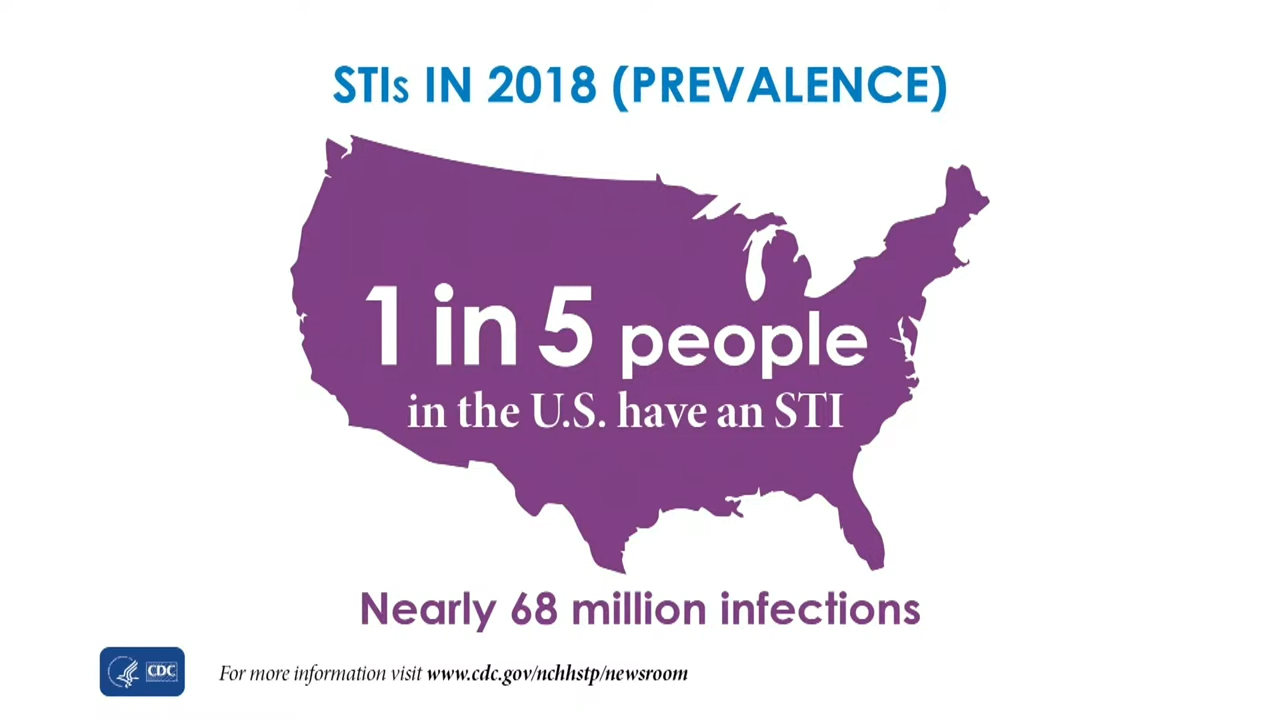 STIs IN 2018 (PREVALENCE)
1 in 5 people
in the U.S. have an STI
Nearly 68 million infections
CDC
For more information visit www.cdc.gov/nchhstp/newsroom